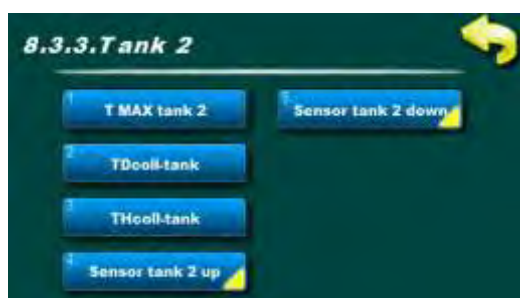 8.3.3.Tank 2
1
T MAX tank 2
2
TDcoll-tank
3
THcoll-tank
4
Sensor tank 2 up
5
Sensor tank 2 down